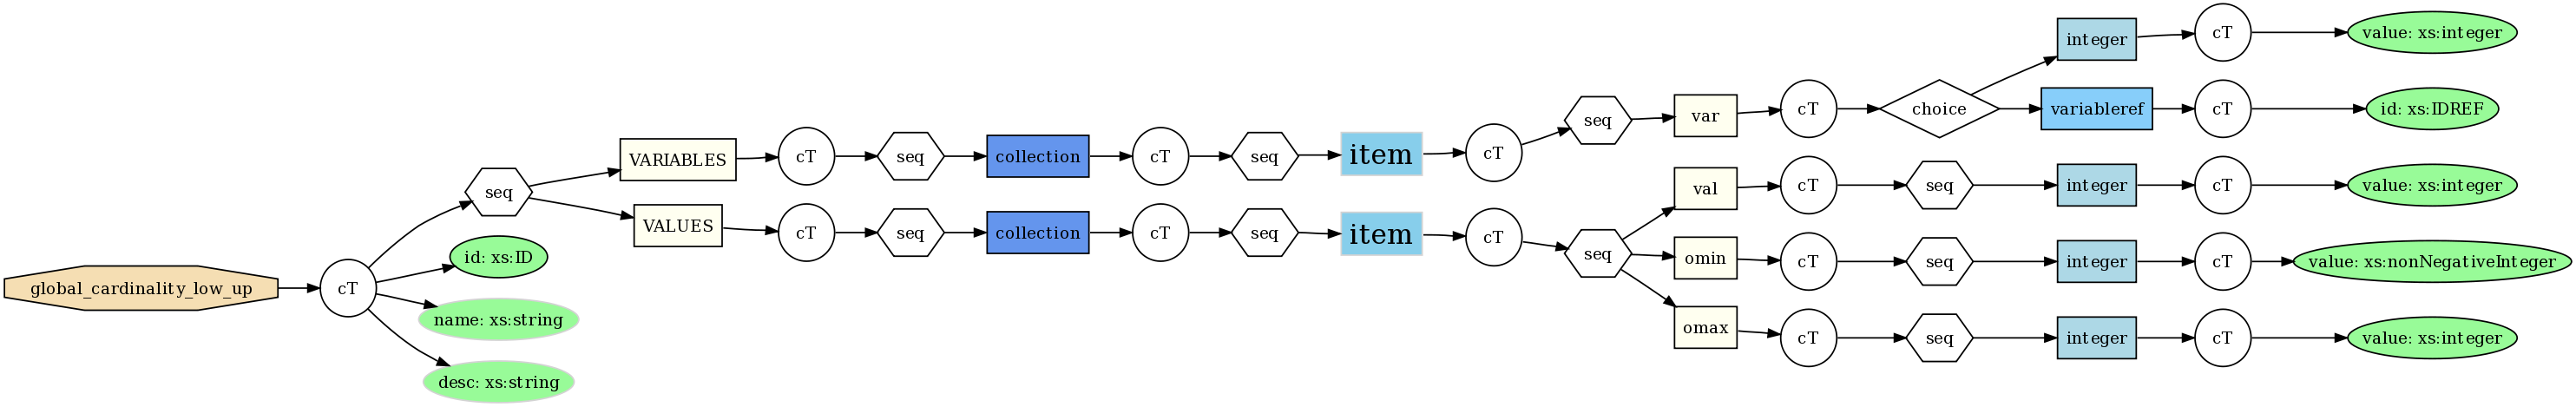 global_cardinality_low_up
cT
seq
id: xs:ID
name: xs:string
desc: xs:string
VARIABLES
cT
seq
collection
cT
seq
item
cT
seq
var
cT
choice
integer
cT
value: xs:integer
variableref
cT
id: xs:IDREF
VALUES
cT
seq
collection
cT
seq
item
cT
seq
val
cT
seq
integer
cT
value: xs:integer
omin
cT
seq
integer
cT
value: xs:nonNegativeInteger
omax
cT
seq
integer
cT
value: xs:integer